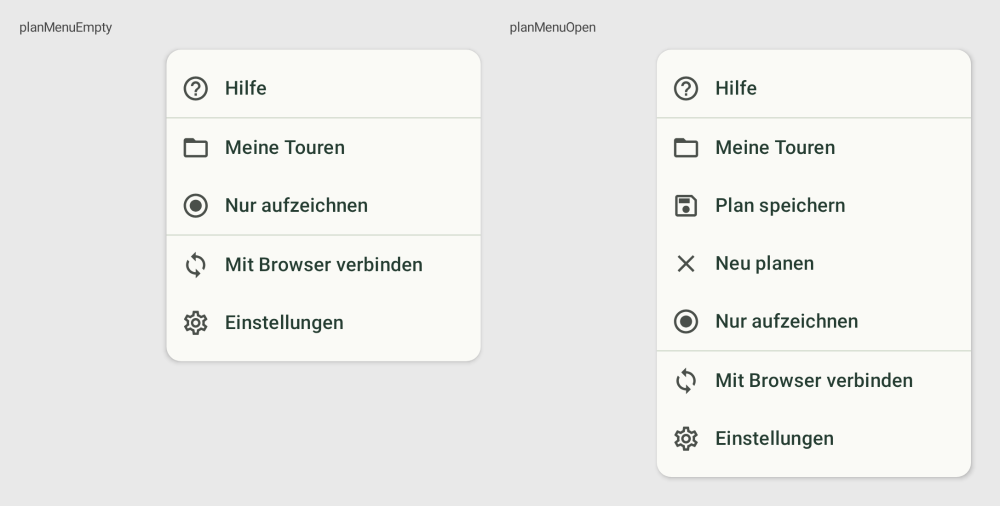 planMenuEmpty
Hilfe
Meine Touren
Nur aufzeichnen
Mit Browser verbinden
Einstellungen
planMenuOpen
Hilfe
Meine Touren
Plan speichern
Neu planen
Nur aufzeichnen
Mit Browser verbinden
Einstellungen